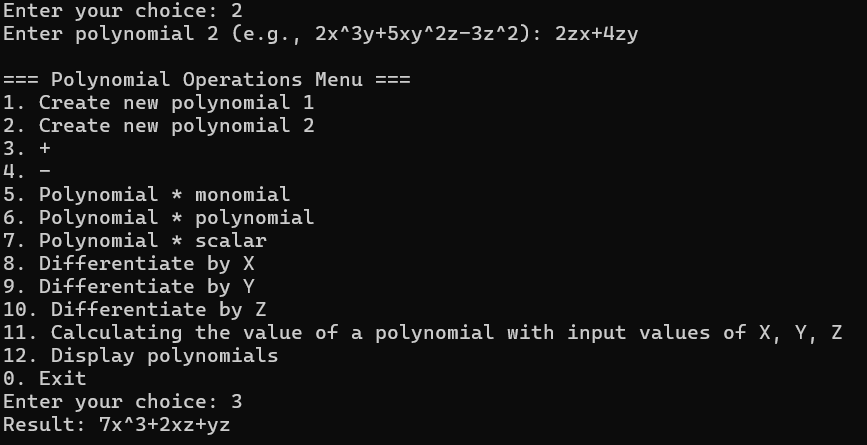 Enter your choice: 2
Enter polynomial 2 (e.g., 2x^3y+5xy^2z-3z^2): 2zx+4zy
=== Polynomial Operations Menu ===
1. Create new polynomial 1
2. Create new polynomial 2
3. +
4. -
5. Polynomial * monomial
6. Polynomial * polynomial
7. Polynomial * scalar
8. Differentiate by X
9. Differentiate by Y
10. Differentiate by Z
11. Calculating the value of a polynomial with input values of X, Y, Z
12. Display polynomials
0. Exit
Enter your choice: 3
Result: 7x^3+2xz+yz